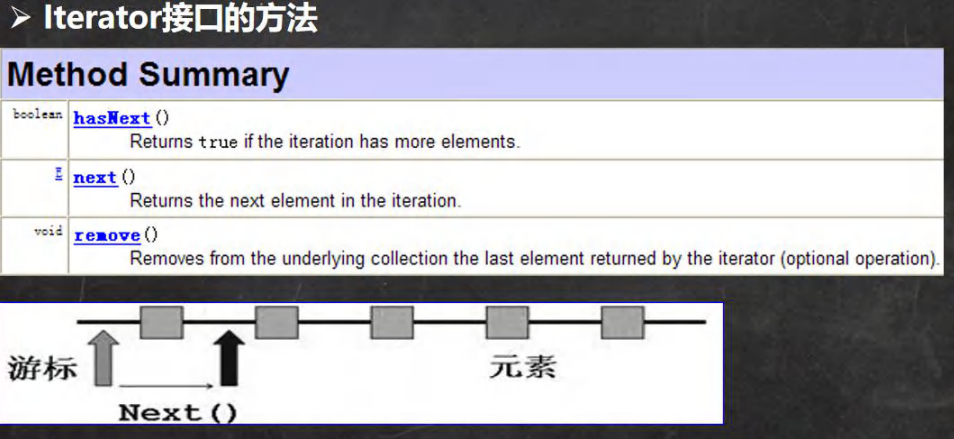 ➢ Iterator接口的方法
Method Summary
boolean hasNext()
Returns true if the iteration has more elements.
E next()
Returns the next element in the iteration.
void remove()
Removes from the underlying collection the last element returned by the iterator (optional operation).
游标 元素
Next()